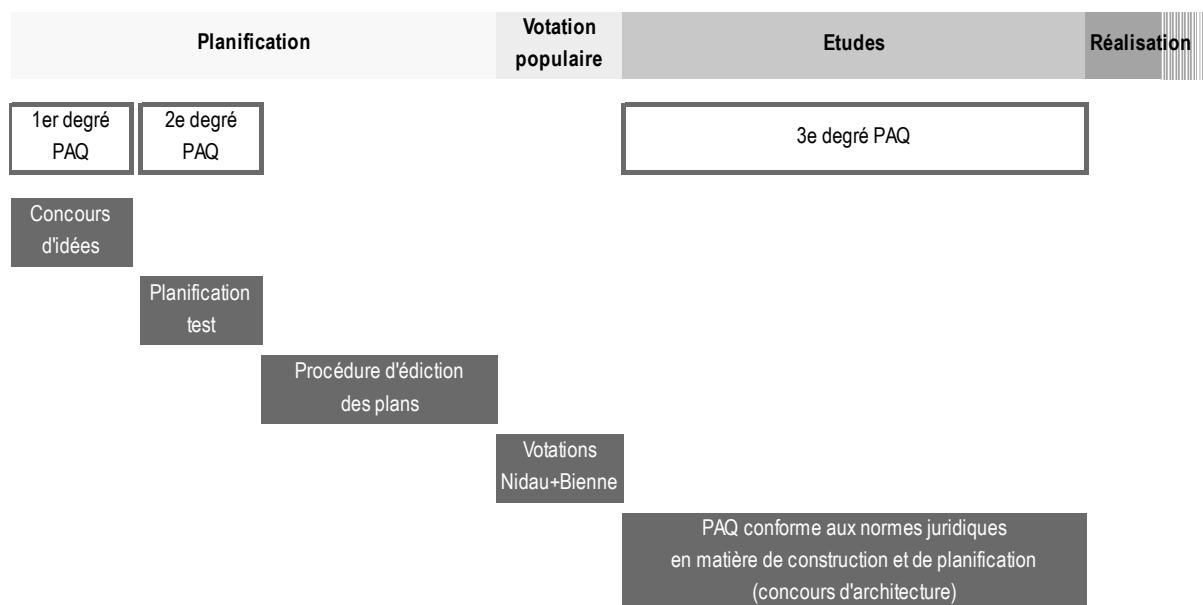 Planification
Votation
populaire
Etudes
Réalisation
1er degré
PAQ
2e degré
PAQ
3e degré PAQ
Concours
d'idées
Planification
test
Procédure d'édiction
des plans
Votations
Nidau+Bienne
PAQ conforme aux normes juridiques
en matière de construction et de planification
(concours d'architecture)